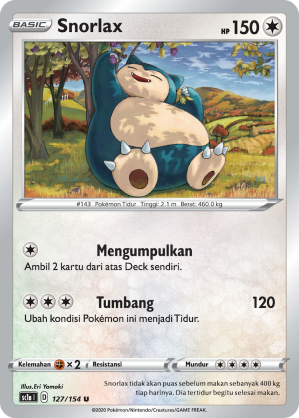 BASIC Snorlax HP 150
#143 Pokémon Tidur Tinggi: 2.1 m Berat: 460.0 kg
Mengumpulkan
Ambil 2 kartu dari atas Deck sendiri.
Tumbang 120
Ubah kondisi Pokémon ini menjadi Tidur.
Kelemahan × 2 Resistansi Mundur
Illus. Eri Yamaki
D 127/154 U
Snorlax tidak akan puas sebelum makan sebanyak 400 kg
tiap harinya. Dia tertidur begitu selesai makan.
©2020 Pokémon/Nintendo/Creatures/GAME FREAK.